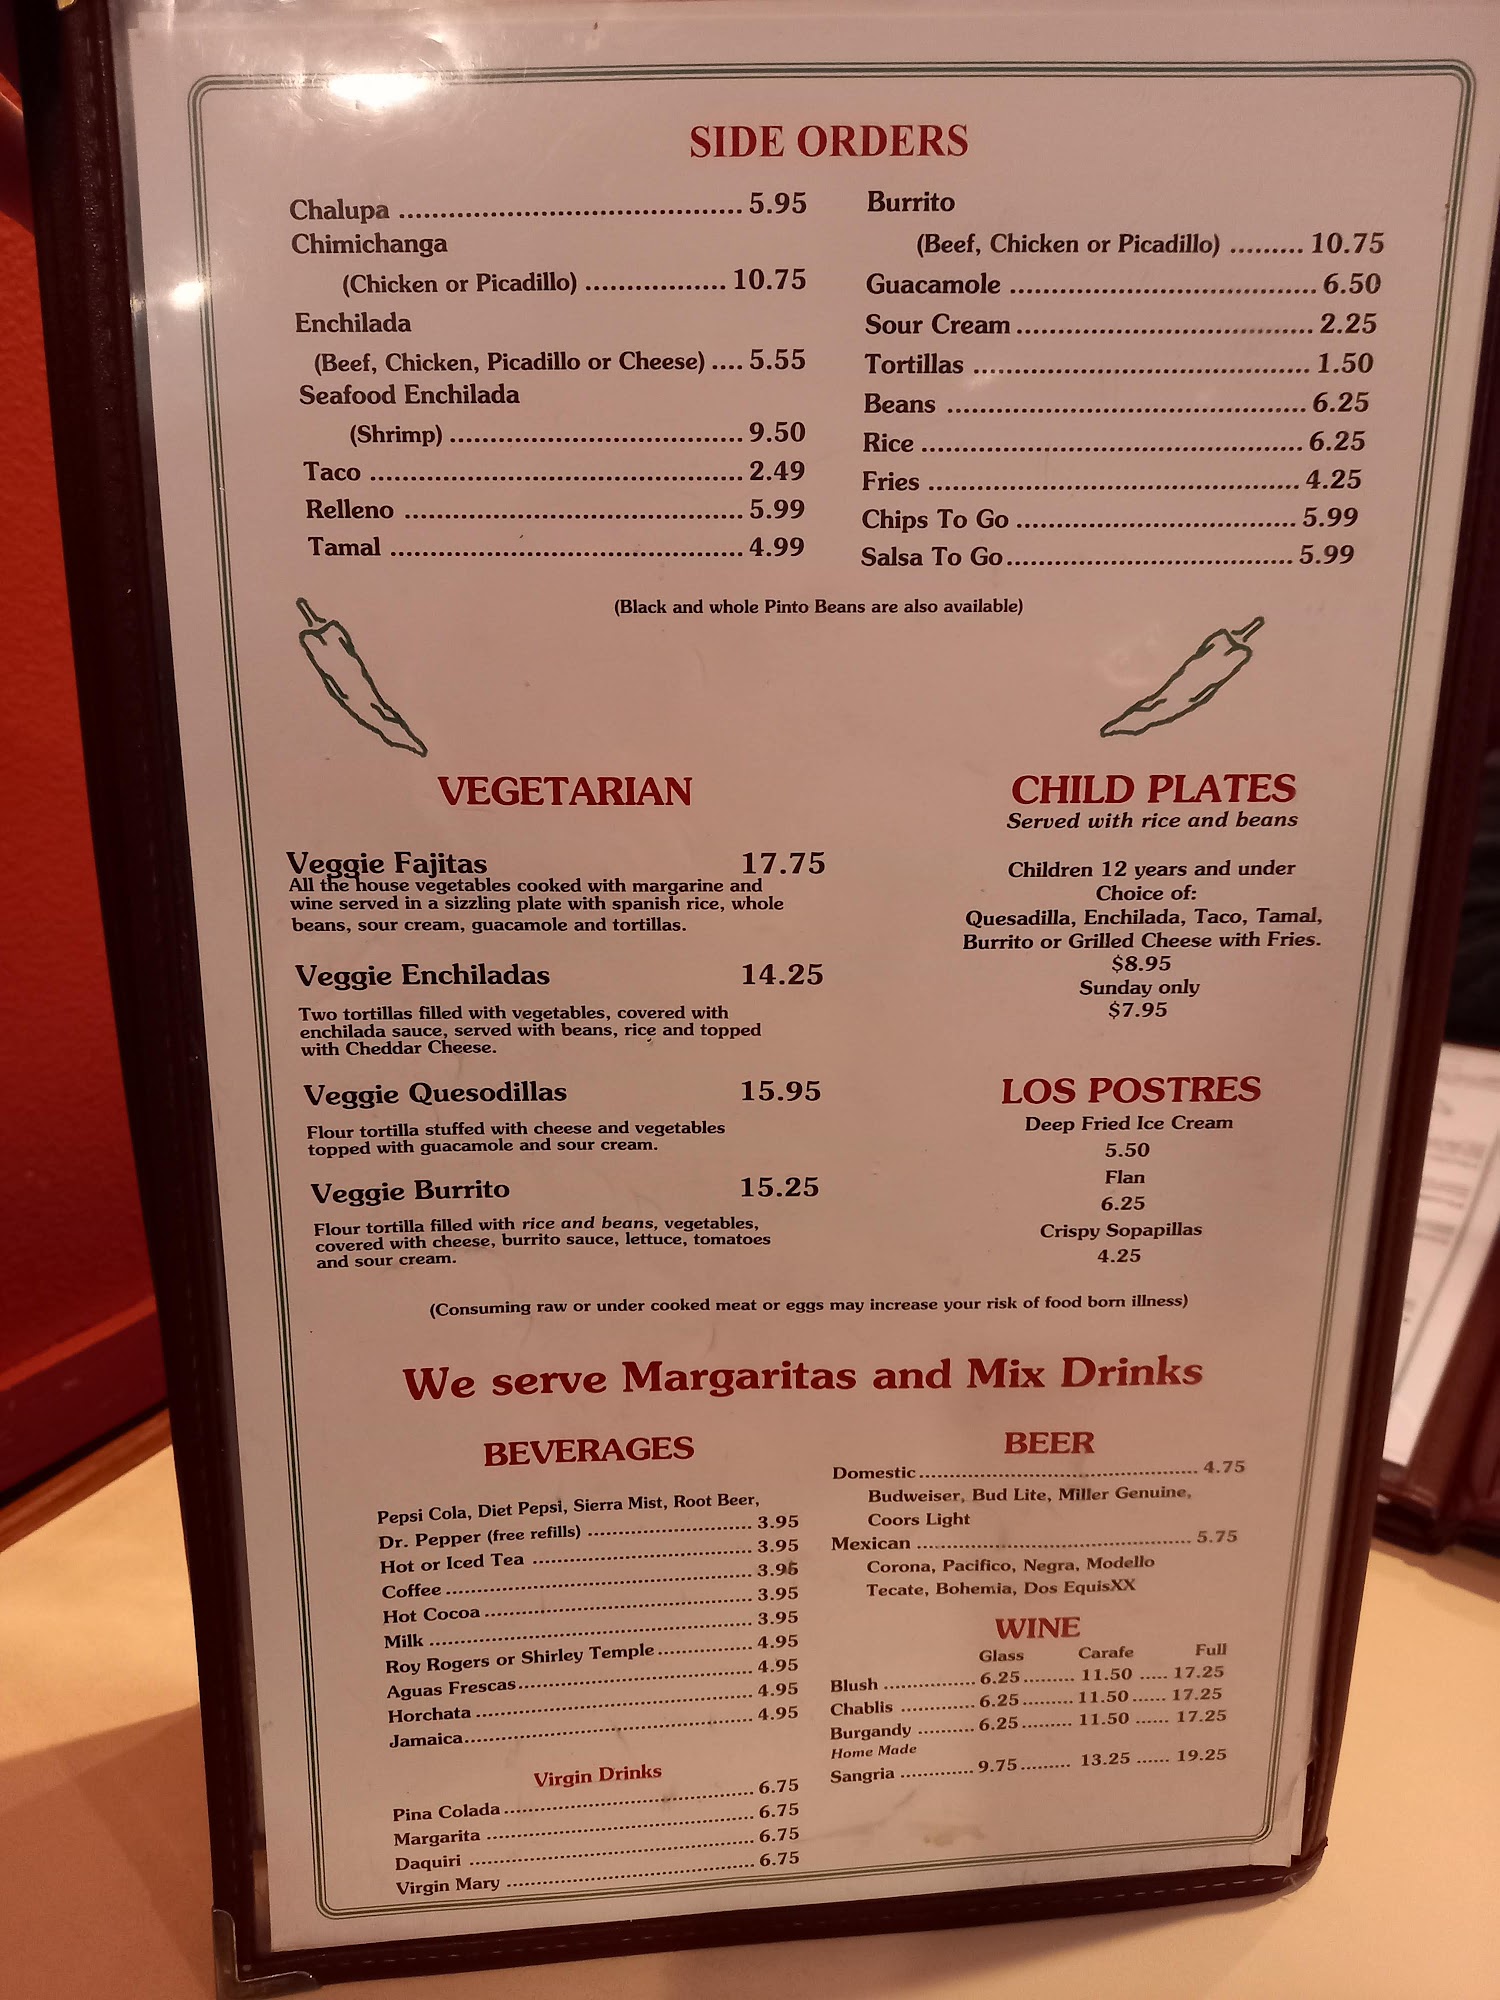 SIDE ORDERS
Chalupa ........................................ 5.95
Chimichanga
(Chicken or Picadillo) ................. 10.75
Enchilada
(Beef, Chicken, Picadillo or Cheese) .... 5.55
Seafood Enchilada
(Shrimp) ................................... 9.50
Taco ............................................ 2.49
Relleno ........................................ 5.99
Tamal .......................................... 4.99
Burrito
(Beef, Chicken or Picadillo) ......... 10.75
Guacamole ..................................... 6.50
Sour Cream .................................... 2.25
Tortillas ........................................ 1.50
Beans ........................................... 6.25
Rice .............................................. 6.25
Fries ............................................. 4.25
Chips To Go .................................. 5.99
Salsa To Go ................................... 5.99
(Black and whole Pinto Beans are also available)
VEGETARIAN
Veggie Fajitas 17.75
All the house vegetables cooked with margarine and
wine served in a sizzling plate with spanish rice, whole
beans, sour cream, guacamole and tortillas.
Veggie Enchiladas 14.25
Two tortillas filled with vegetables, covered with
enchilada sauce, served with beans, rice and topped
with Cheddar Cheese.
Veggie Quesodillas 15.95
Flour tortilla stuffed with cheese and vegetables
topped with guacamole and sour cream.
Veggie Burrito 15.25
Flour tortilla filled with rice and beans, vegetables,
covered with cheese, burrito sauce, lettuce, tomatoes
and sour cream.
CHILD PLATES
Served with rice and beans
Children 12 years and under
Choice of:
Quesadilla, Enchilada, Taco, Tamal,
Burrito or Grilled Cheese with Fries.
$8.95
Sunday only
$7.95
LOS POSTRES
Deep Fried Ice Cream
5.50
Flan
6.25
Crispy Sopapillas
4.25
(Consuming raw or under cooked meat or eggs may increase your risk of food born illness)
We serve Margaritas and Mix Drinks
BEVERAGES
Pepsi Cola, Diet Pepsi, Sierra Mist, Root Beer,
Dr. Pepper (free refills) ........................... 3.95
Hot or Iced Tea .................................... 3.95
Coffee ................................................ 3.95
Hot Cocoa ........................................... 3.95
Milk ................................................... 3.95
Roy Rogers or Shirley Temple ............... 4.95
Aguas Frescas ...................................... 4.95
Horchata ............................................. 4.95
Jamaica ............................................... 4.95
Virgin Drinks
Pina Colada ......................................... 6.75
Margarita ............................................ 6.75
Daquiri ............................................... 6.75
Virgin Mary ......................................... 6.75
BEER
Domestic ............................................. 4.75
Budweiser, Bud Lite, Miller Genuine,
Coors Light
Mexican .............................................. 5.75
Corona, Pacifico, Negra, Modello
Tecate, Bohemia, Dos EquisXX
WINE
Glass Carafe Full
Blush ................ 6.25 ......... 11.50 ..... 17.25
Chablis ............ 6.25 ......... 11.50 ...... 17.25
Burgandy .......... 6.25 ......... 11.50 ...... 17.25
Home Made
Sangria ............ 9.75 ......... 13.25 ...... 19.25